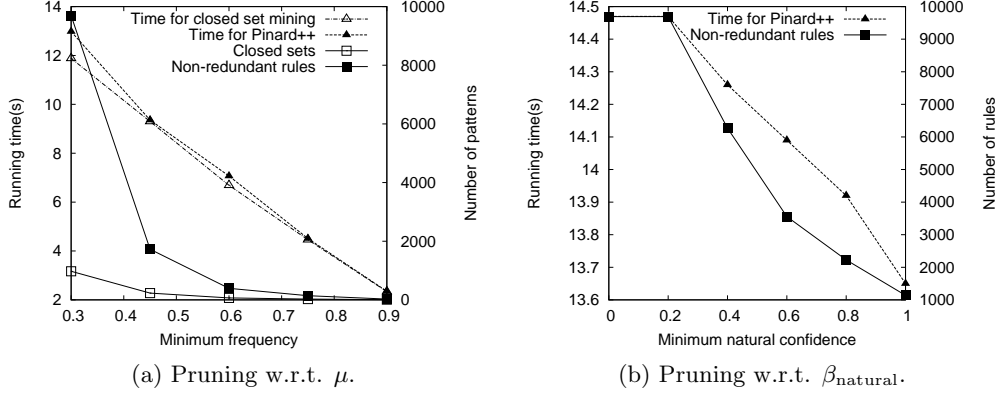 Time for closed set mining
Time for Pinard++
Closed sets
Non-redundant rules
14
12
10
8
6
4
2
10000
8000
6000
4000
2000
0
0.3 0.4 0.5 0.6 0.7 0.8 0.9
Running time(s)
Number of patterns
Minimum frequency
(a) Pruning w.r.t. μ.
Time for Pinard++
Non-redundant rules
14.5
14.4
14.3
14.2
14.1
14
13.9
13.8
13.7
13.6
10000
9000
8000
7000
6000
5000
4000
3000
2000
1000
0 0.2 0.4 0.6 0.8 1
Running time(s)
Number of rules
Minimum natural confidence
(b) Pruning w.r.t. β_natural.